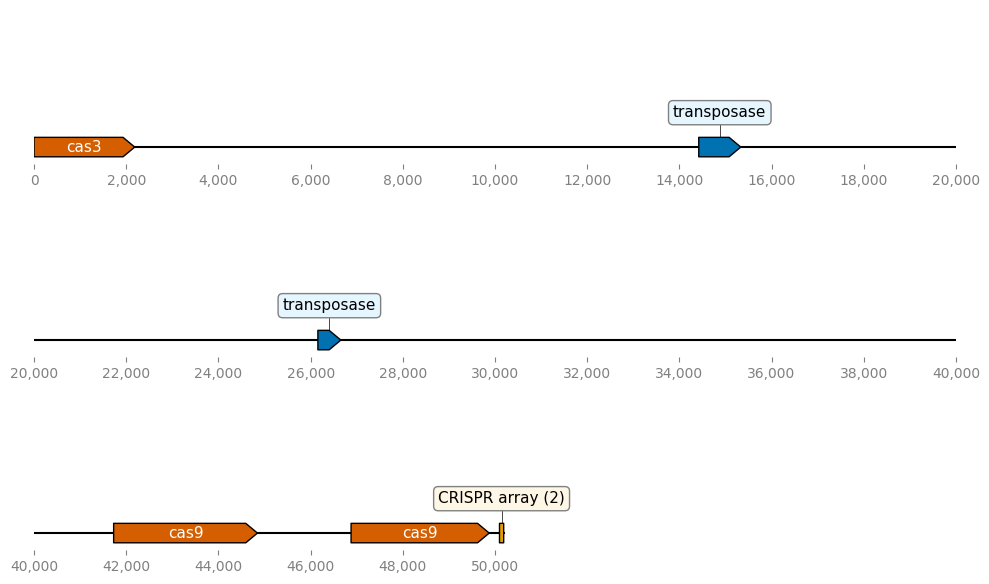 transposase
cas3
0 2,000 4,000 6,000 8,000 10,000 12,000 14,000 16,000 18,000 20,000
transposase
20,000 22,000 24,000 26,000 28,000 30,000 32,000 34,000 36,000 38,000 40,000
CRISPR array (2)
cas9 cas9
40,000 42,000 44,000 46,000 48,000 50,000